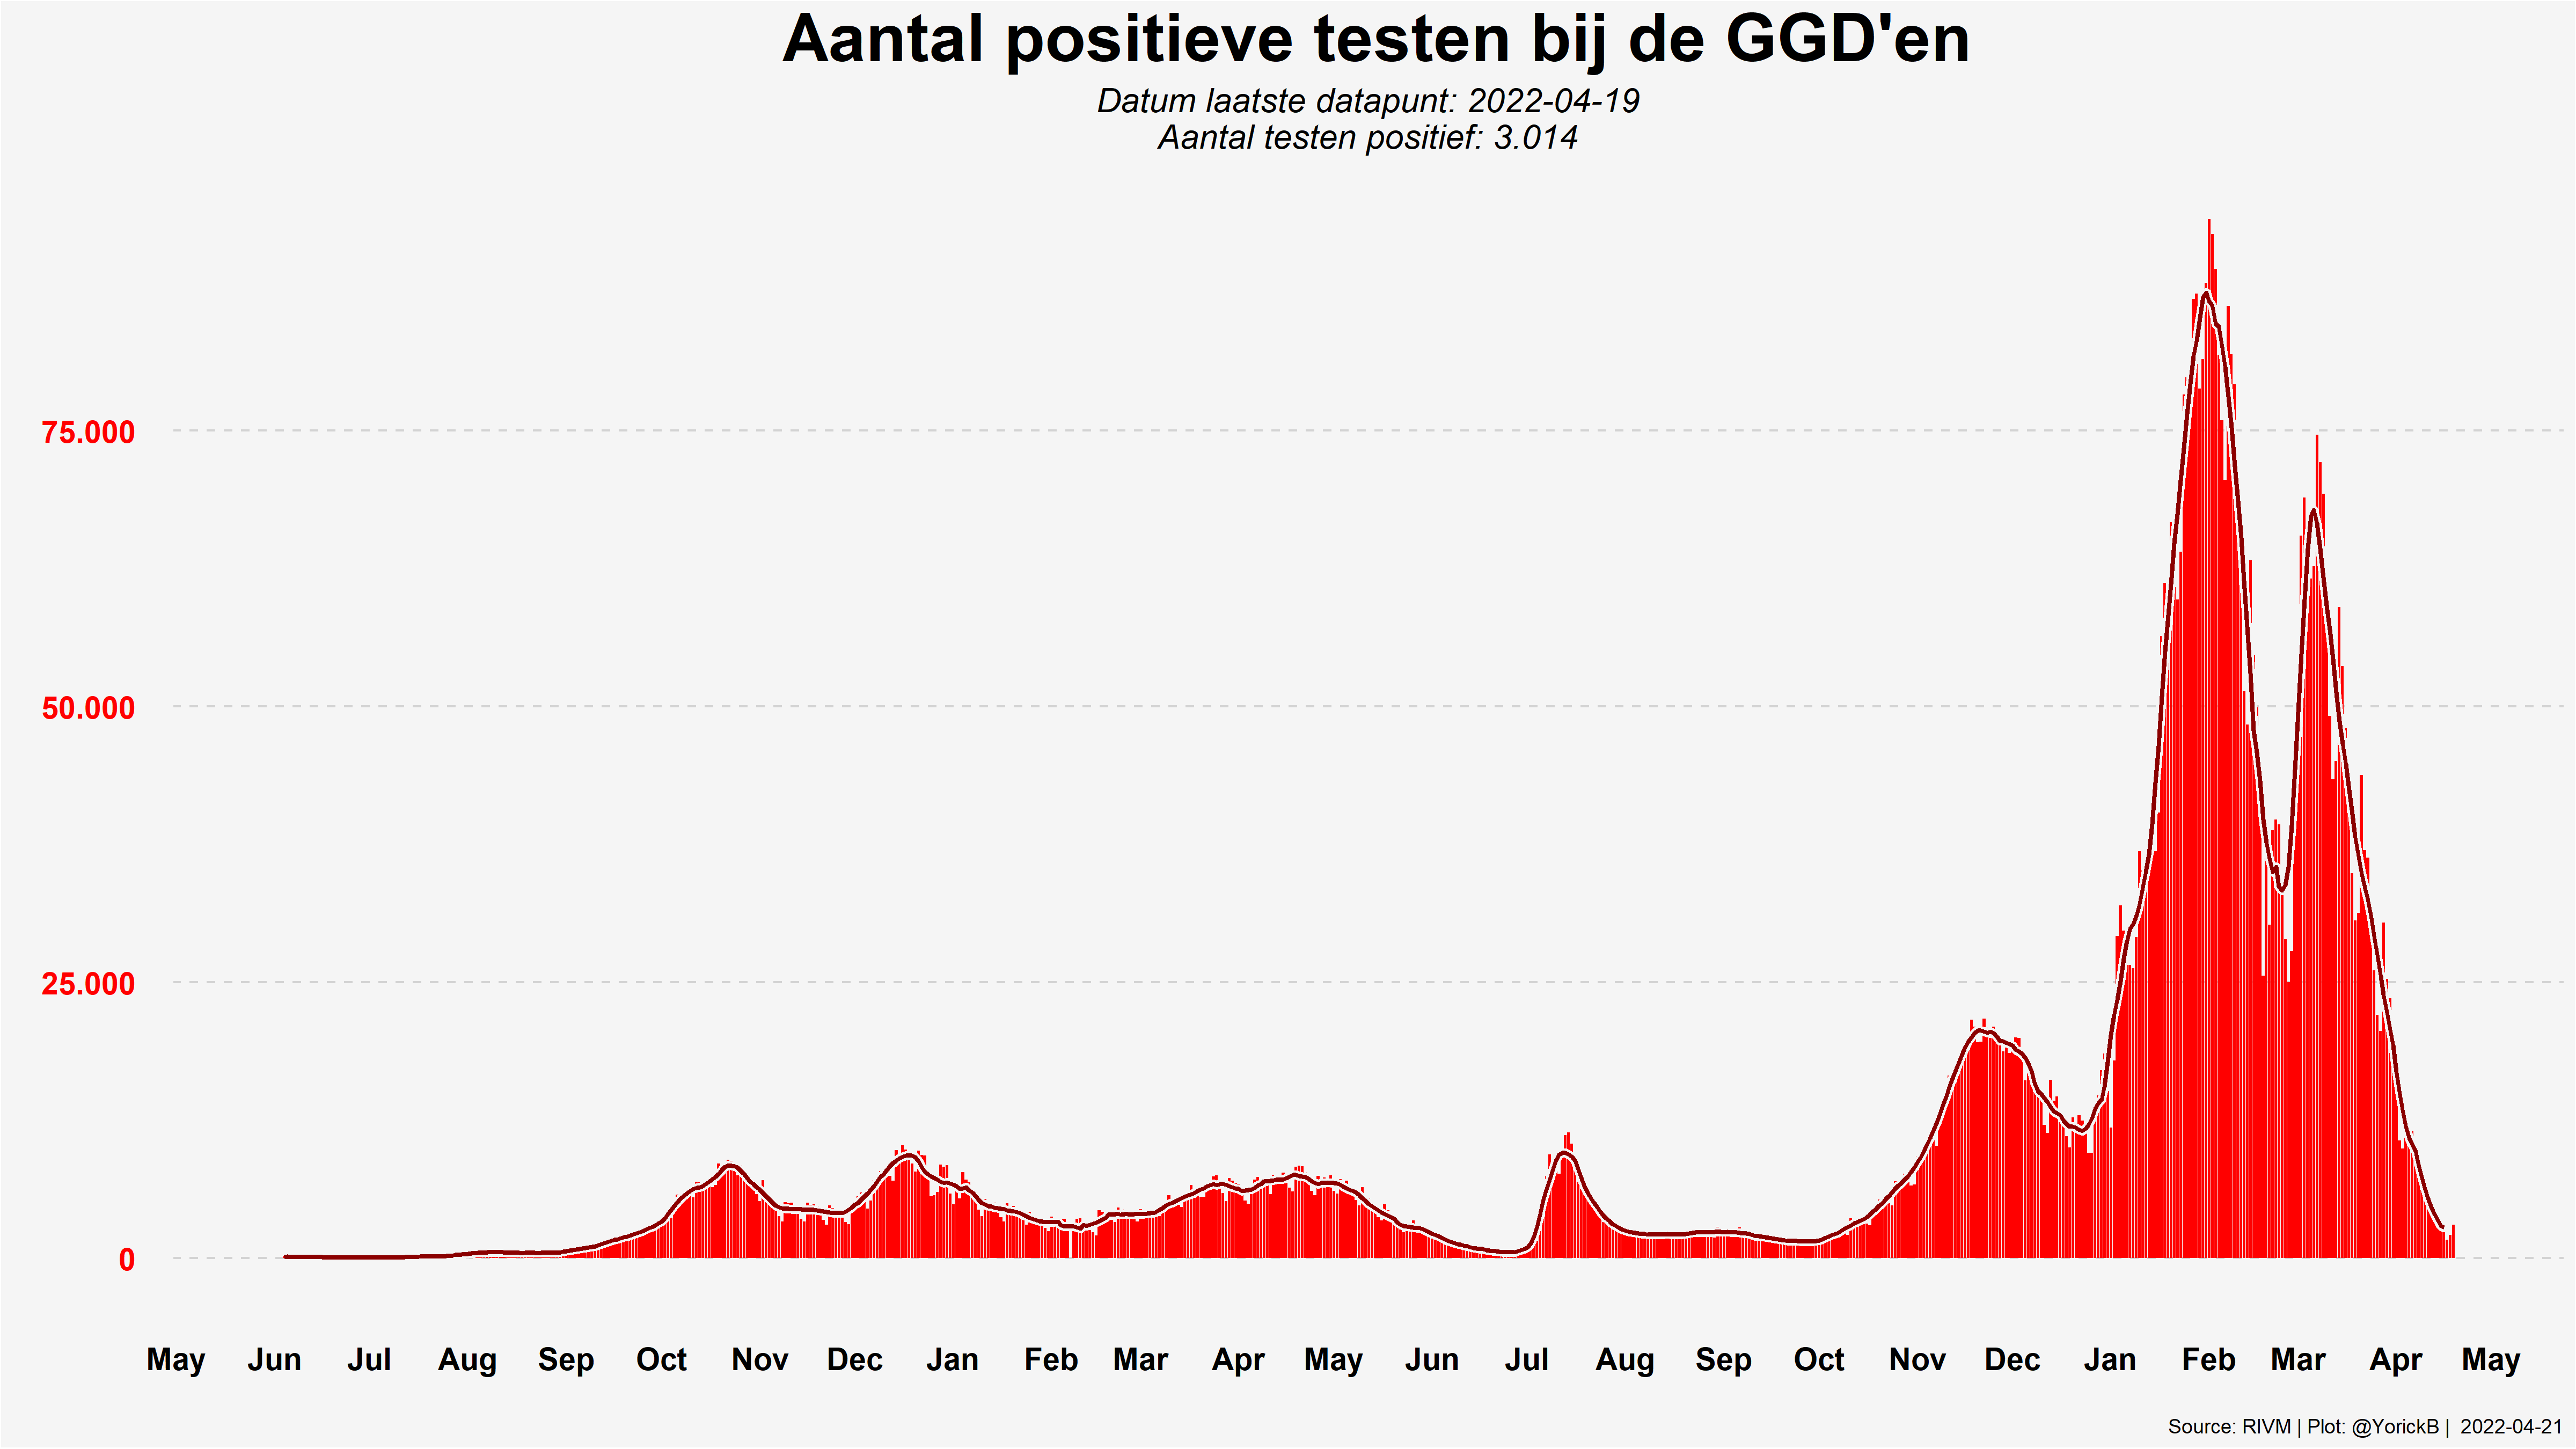 Aantal positieve testen bij de GGD'en
Datum laatste datapunt: 2022-04-19
Aantal testen positief: 3.014
75.000
50.000
25.000
0
May Jun Jul Aug Sep Oct Nov Dec Jan Feb Mar Apr May Jun Jul Aug Sep Oct Nov Dec Jan Feb Mar Apr May
Source: RIVM | Plot: @YorickB | 2022-04-21